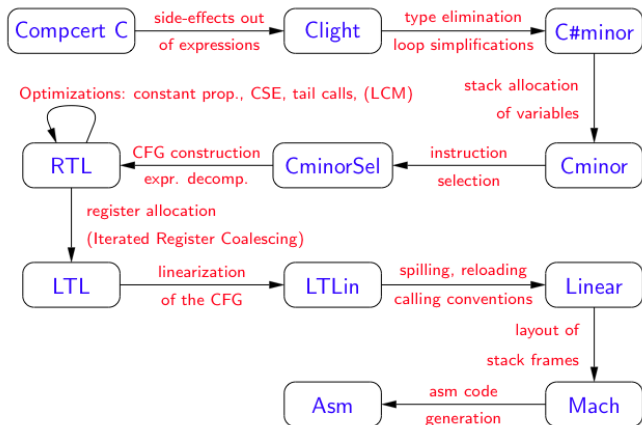 Compcert C
side-effects out
of expressions
Clight
type elimination
loop simplifications
C#minor
Optimizations: constant prop., CSE, tail calls, (LCM)
stack allocation
of variables
RTL
CFG construction
expr. decomp.
CminorSel
instruction
selection
Cminor
register allocation
(Iterated Register Coalescing)
LTL
linearization
of the CFG
LTLin
spilling, reloading
calling conventions
Linear
layout of
stack frames
Asm
asm code
generation
Mach